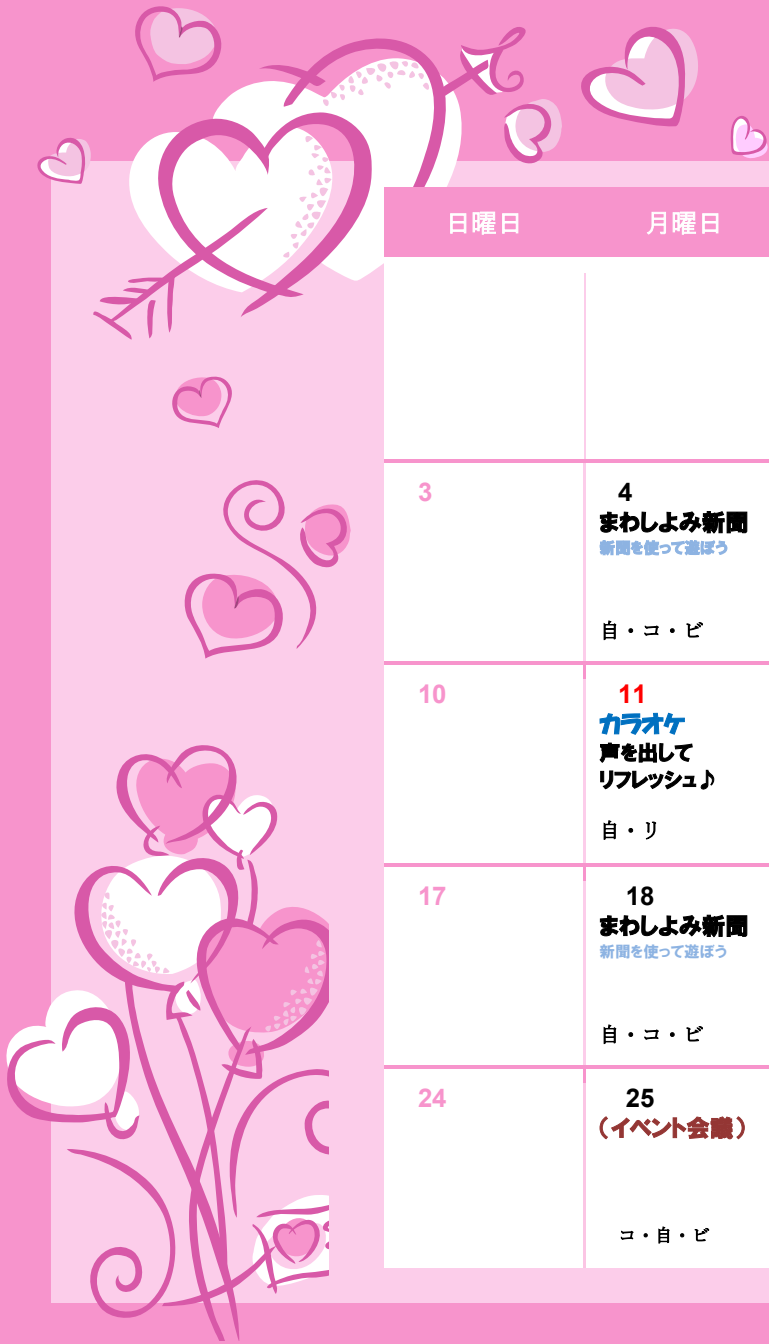 日曜日 月曜日
3
4
まわしよみ新聞
新聞を使って遊ぼう
自・コ・ビ
10
11
カラオケ
声を出して
リフレッシュ♪
自・リ
17
18
まわしよみ新聞
新聞を使って遊ぼう
自・コ・ビ
24
25
（イベント会議）
コ・自・ビ